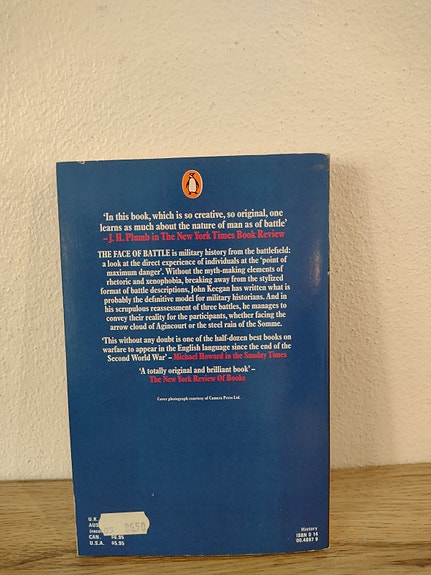 'In this book, which is so creative, so original, one
learns as much about the nature of man as of battle'
– J. H. Plumb in The New York Times Book Review
THE FACE OF BATTLE is military history from the battlefield:
a look at the direct experience of individuals at the 'point of
maximum danger'. Without the myth-making elements of
rhetoric and xenophobia, breaking away from the stylized
format of battle descriptions, John Keegan has written what is
probably the definitive model for military historians. And in
his scrupulous reassessment of three battles, he manages to
convey their reality for the participants, whether facing the
arrow cloud of Agincourt or the steel rain of the Somme.
'This without any doubt is one of the half-dozen best books on
warfare to appear in the English language since the end of the
Second World War' – Michael Howard in the Sunday Times
'A totally original and brilliant book' –
The New York Review Of Books
Cover photograph courtesy of Camera Press Ltd.
U.K.
AUS
CAN. $6.95
U.S.A. $5.95
0650
History
ISBN 0 14
00.4897 9